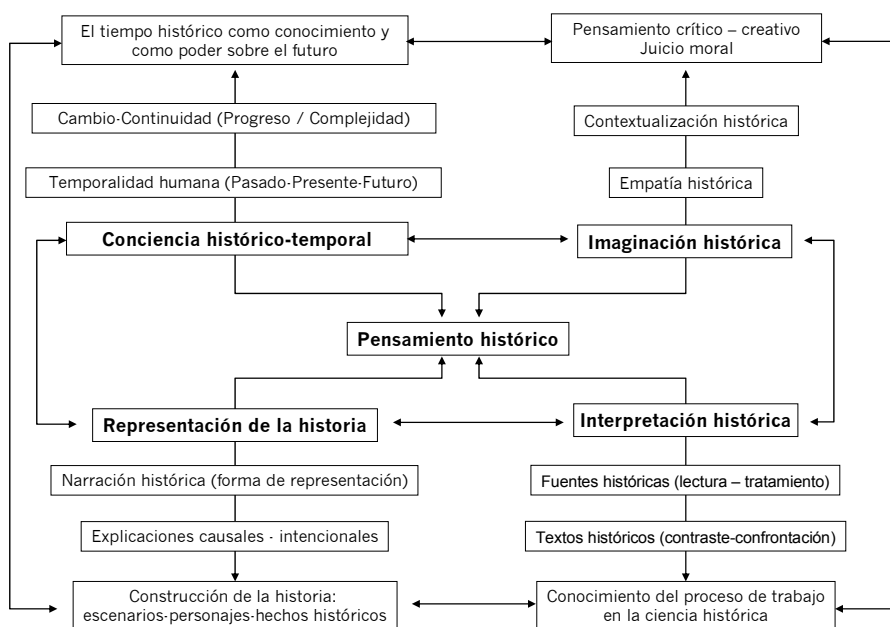 El tiempo histórico como conocimiento y
como poder sobre el futuro
Pensamiento crítico – creativo
Juicio moral
Cambio-Continuidad (Progreso / Complejidad)
Contextualización histórica
Temporalidad humana (Pasado-Presente-Futuro)
Empatía histórica
Conciencia histórico-temporal
Imaginación histórica
Pensamiento histórico
Representación de la historia
Interpretación histórica
Narración histórica (forma de representación)
Fuentes históricas (lectura – tratamiento)
Explicaciones causales - intencionales
Textos históricos (contraste-confrontación)
Construcción de la historia:
escenarios-personajes-hechos históricos
Conocimiento del proceso de trabajo
en la ciencia histórica